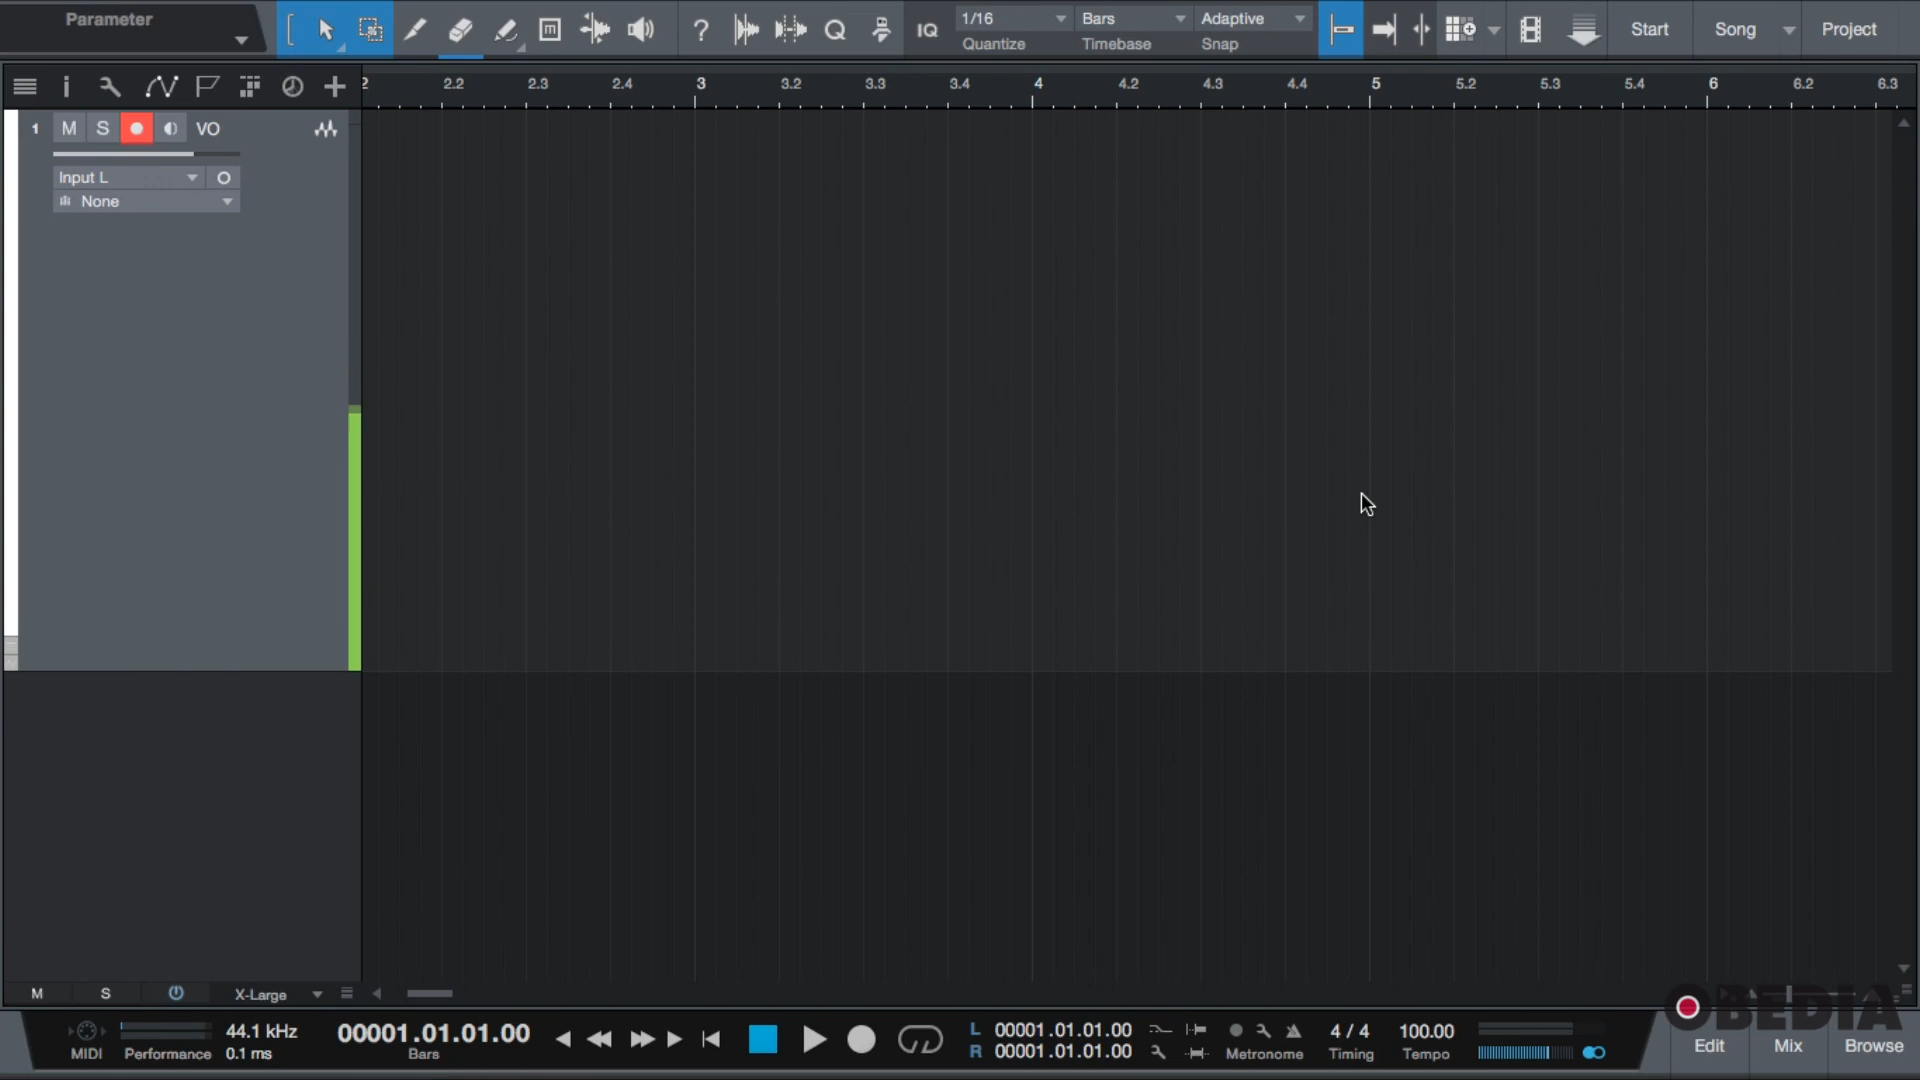 Parameter
IQ
1/16
Quantize
Bars
Timebase
Adaptive
Snap
Start
Song
Project
2
2.2
2.3
2.4
3
3.2
3.3
3.4
4
4.2
4.3
4.4
5
5.2
5.3
5.4
6
6.2
6.3
1
M
S
VO
Input L
None
M
S
X-Large
MIDI
Performance
44.1 kHz
0.1 ms
00001.01.01.00
Bars
L 00001.01.01.00
R 00001.01.01.00
Metronome
4 / 4
Timing
100.00
Tempo
OBEDIA
Edit
Mix
Browse